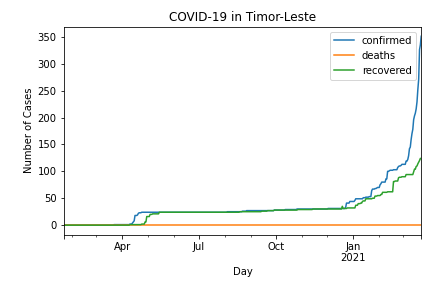 COVID-19 in Timor-Leste
350
300
250
200
150
100
50
0
Number of Cases
confirmed
deaths
recovered
Apr
Jul
Oct
Jan
2021
Day